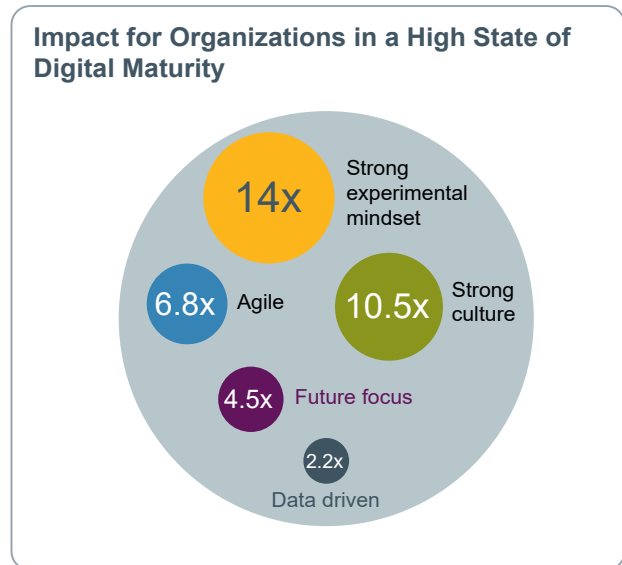 Impact for Organizations in a High State of
Digital Maturity
14x
Strong
experimental
mindset
6.8x
Agile
10.5x
Strong
culture
4.5x
Future focus
2.2x
Data driven